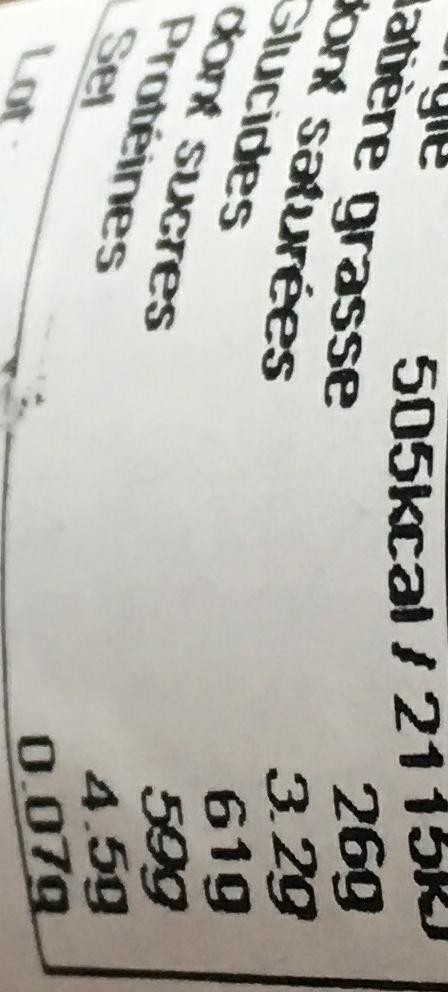 505kcal / 2115kJ
grasse 26g
dont saturées 3.2g
Glucides 61g
dont sucres 59g
Protéines 4.5g
Sel 0.07g
Lot